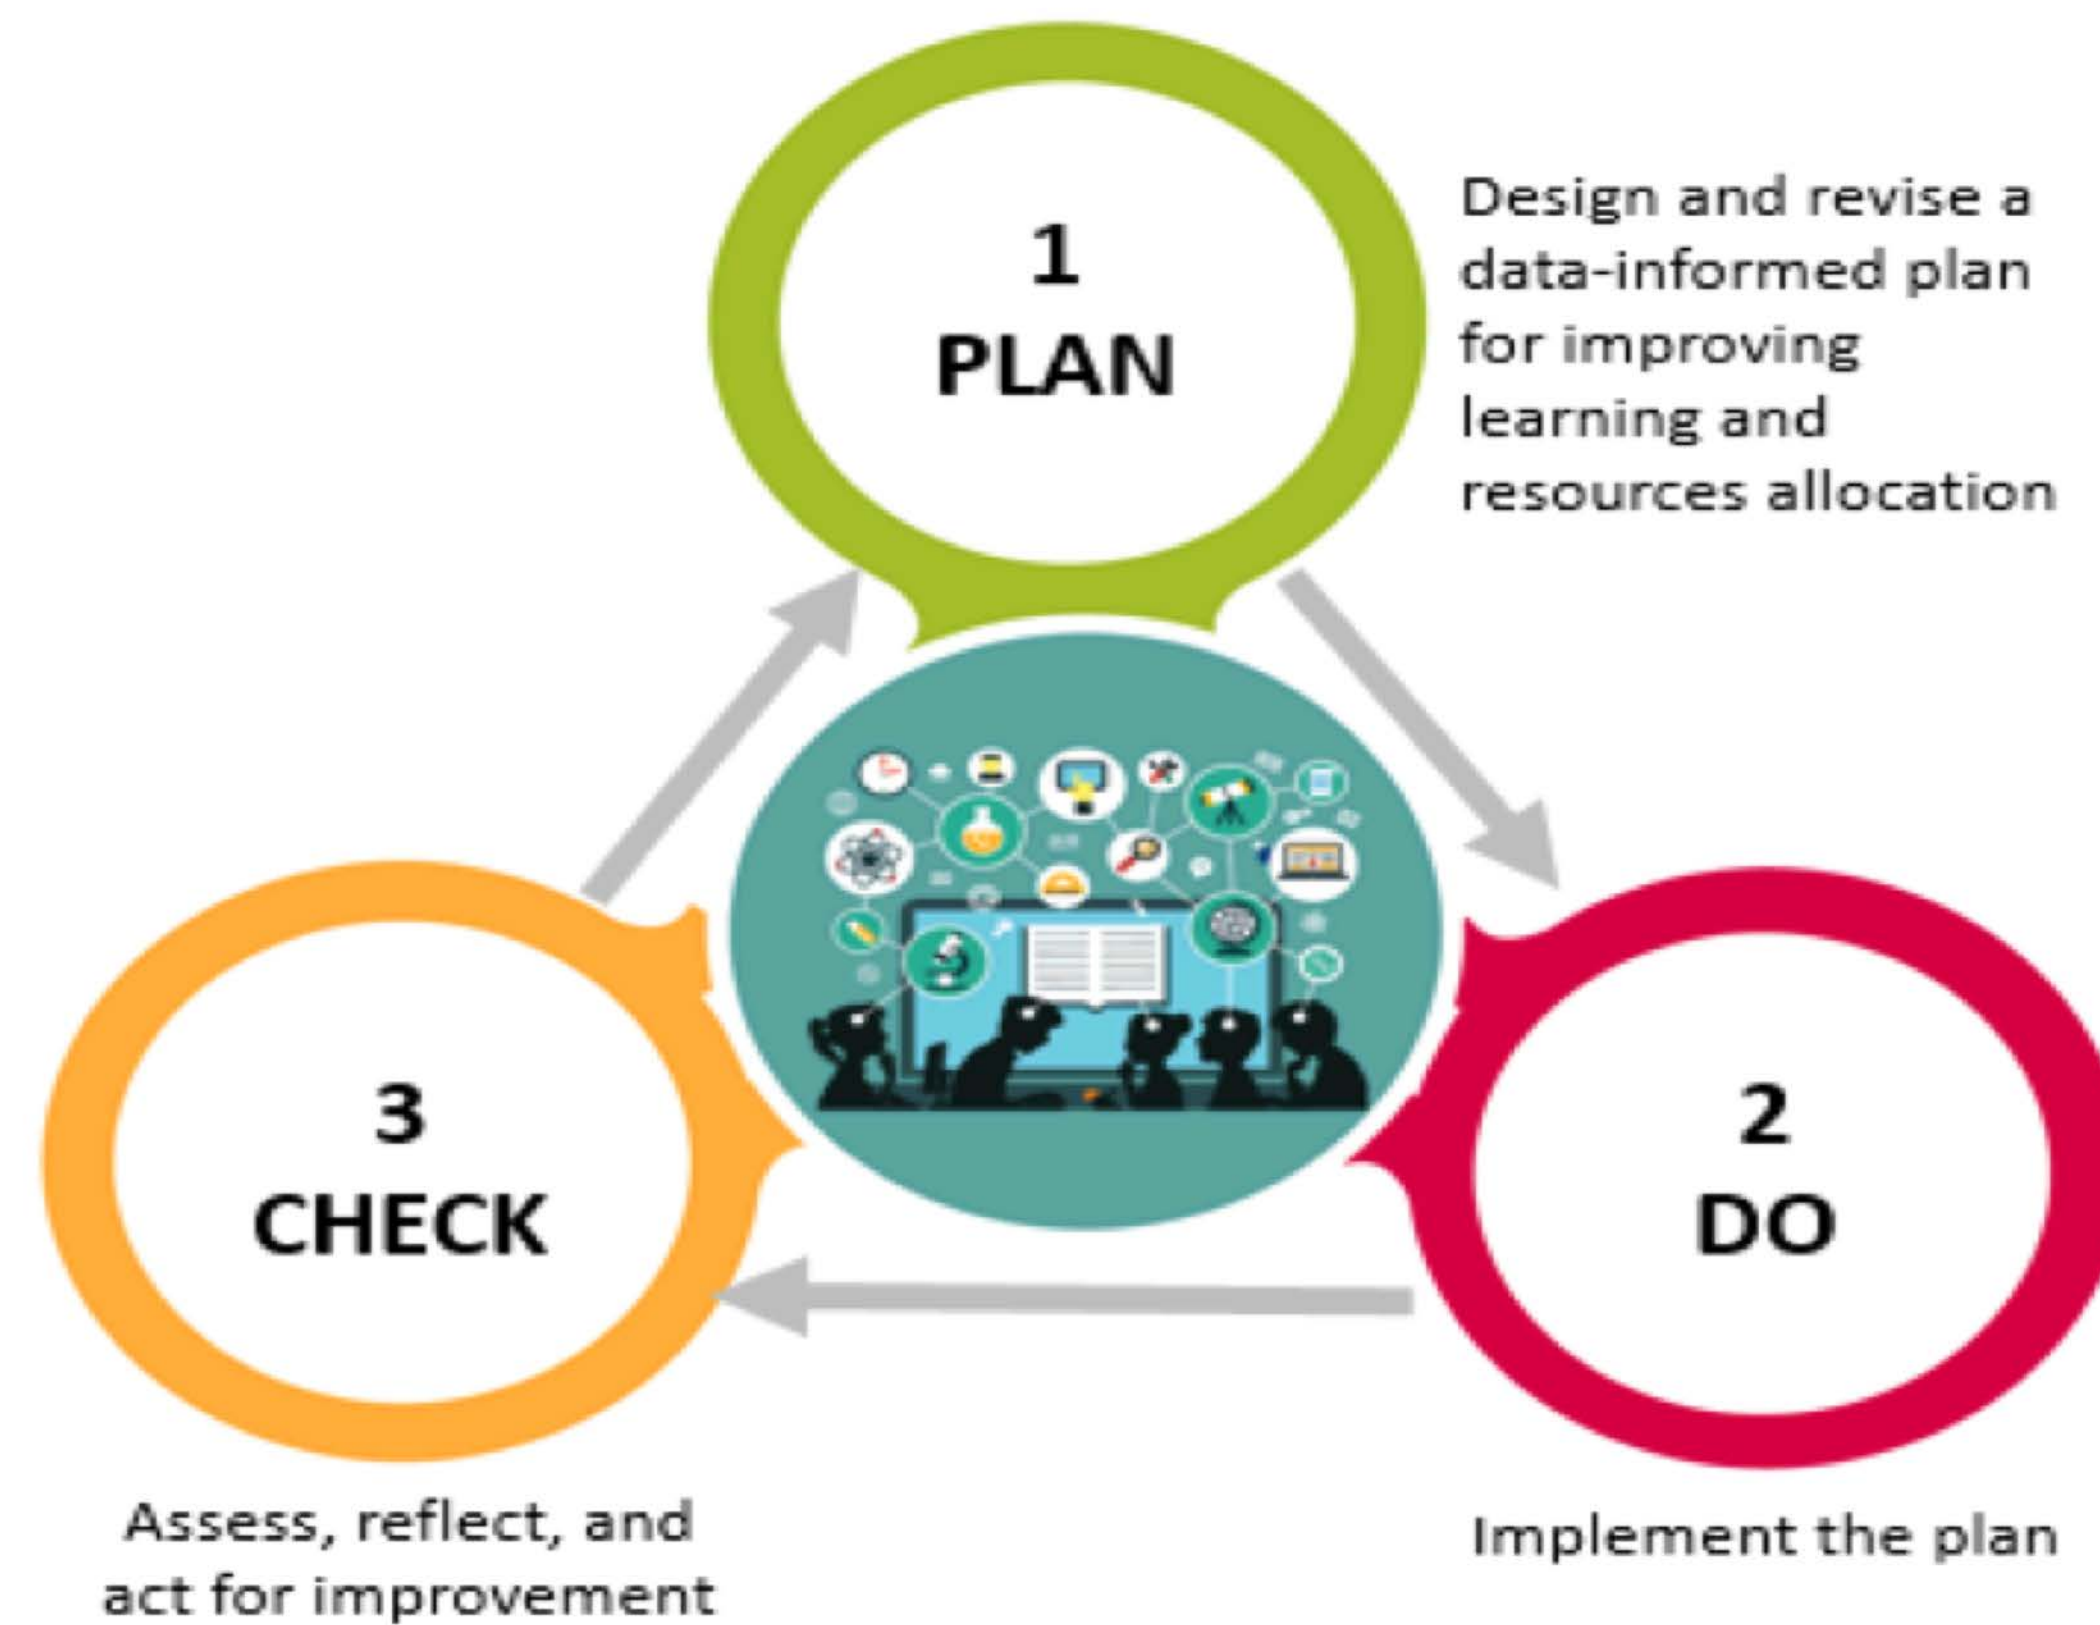 1
PLAN
Design and revise a
data-informed plan
for improving
learning and
resources allocation
2
DO
Implement the plan
3
CHECK
Assess, reflect, and
act for improvement